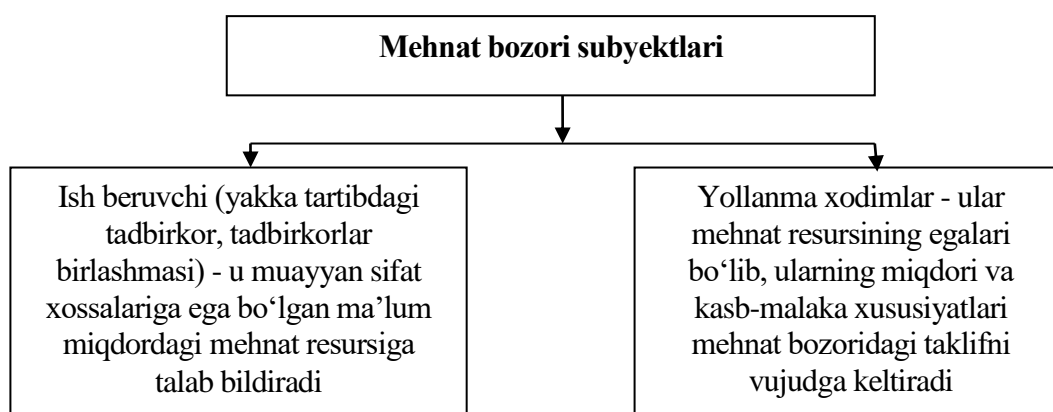 Mehnat bozori subyektlari
Ish beruvchi (yakka tartibdagi
tadbirkor, tadbirkorlar
birlashmasi) - u muayyan sifat
xossalariga ega bo‘lgan ma’lum
miqdordagi mehnat resursiga
talab bildiradi
Yollanma xodimlar - ular
mehnat resursining egalari
bo‘lib, ularning miqdori va
kasb-malaka xususiyatlari
mehnat bozoridagi taklifni
vujudga keltiradi